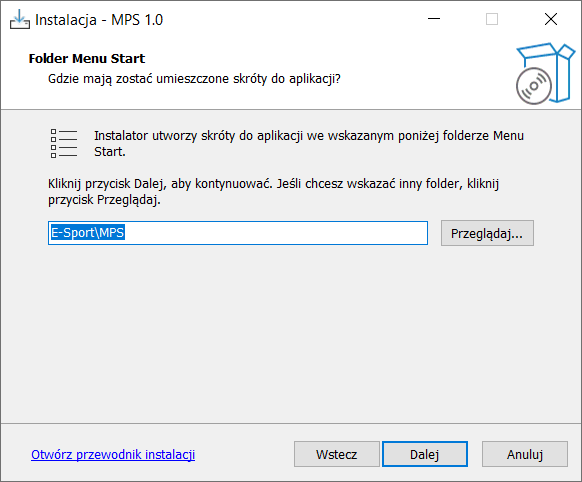 Instalacja - MPS 1.0
Folder Menu Start
Gdzie mają zostać umieszczone skróty do aplikacji?
Instalator utworzy skróty do aplikacji we wskazanym poniżej folderze Menu
Start.
Kliknij przycisk Dalej, aby kontynuować. Jeśli chcesz wskazać inny folder, kliknij
przycisk Przeglądaj.
E-Sport\MPS
Przeglądaj...
Otwórz przewodnik instalacji
Wstecz
Dalej
Anuluj